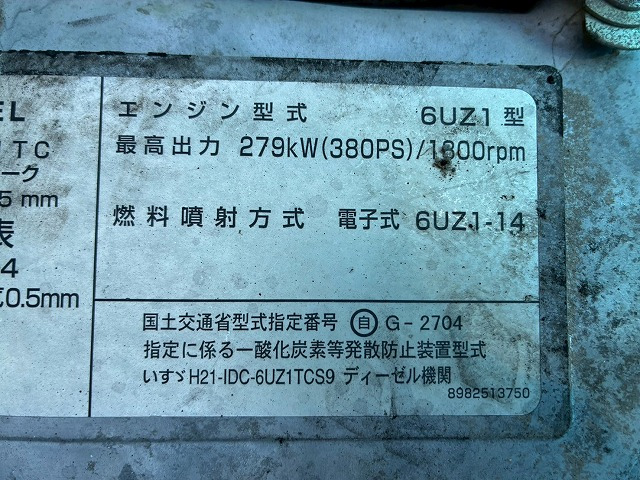 EL
エンジン型式 6UZ1型
TC
最高出力 279kW(380PS)/1800rpm
ーク
5mm
表
燃料噴射方式 電子式 6UZ1-14
4
0.5mm
国土交通省型式指定番号 ㉂ G-2704
指定に係る一酸化炭素等発散防止装置型式
いすゞH21-IDC-6UZ1TCS9 ディーゼル機関
8982513750